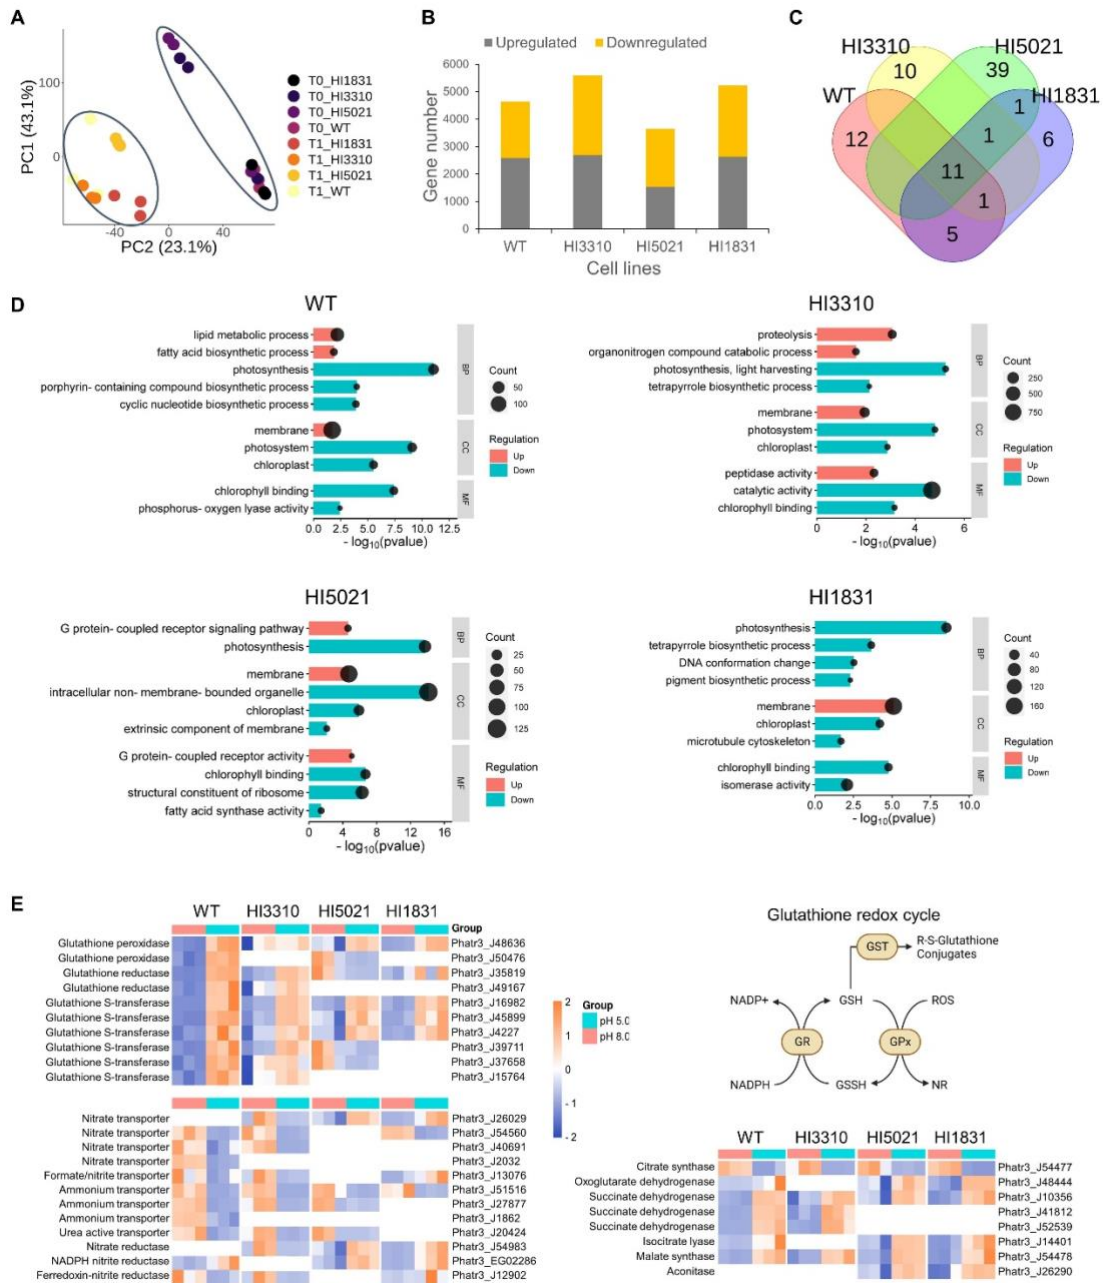 A
PC1 (43.1%)
100
0
-40
0
40
PC2 (23.1%)
T0_HI1831
T0_HI3310
T0_HI5021
T0_WT
T1_HI1831
T1_HI3310
T1_HI5021
T1_WT
B
Upregulated
Downregulated
Gene number
6000
5000
4000
3000
2000
1000
0
WT
HI3310
HI5021
HI1831
Cell lines
C
HI3310
HI5021
WT
HI1831
10
39
12
1
6
1
11
1
5
D
WT
lipid metabolic process
fatty acid biosynthetic process
photosynthesis
porphyrin- containing compound biosynthetic process
cyclic nucleotide biosynthetic process
membrane
photosystem
chloroplast
chlorophyll binding
phosphorus- oxygen lyase activity
BP
CC
MF
0.0 2.5 5.0 7.5 10.0 12.5
- log10(pvalue)
Count
50
100
Regulation
Up
Down
HI3310
proteolysis
organonitrogen compound catabolic process
photosynthesis, light harvesting
tetrapyrrole biosynthetic process
membrane
photosystem
chloroplast
peptidase activity
catalytic activity
chlorophyll binding
BP
CC
MF
0 2 4 6
- log10(pvalue)
Count
250
500
750
Regulation
Up
Down
HI5021
G protein- coupled receptor signaling pathway
photosynthesis
membrane
intracellular non- membrane- bounded organelle
chloroplast
extrinsic component of membrane
G protein- coupled receptor activity
chlorophyll binding
structural constituent of ribosome
fatty acid synthase activity
BP
CC
MF
0 4 8 12 16
- log10(pvalue)
Count
25
50
75
100
125
Regulation
Up
Down
HI1831
photosynthesis
tetrapyrrole biosynthetic process
DNA conformation change
pigment biosynthetic process
membrane
chloroplast
microtubule cytoskeleton
chlorophyll binding
isomerase activity
BP
CC
MF
0.0 2.5 5.0 7.5 10.0
- log10(pvalue)
Count
40
80
120
160
Regulation
Up
Down
E
WT HI3310 HI5021 HI1831
Group
Glutathione peroxidase Phatr3_J48636
Glutathione peroxidase Phatr3_J50476
Glutathione reductase Phatr3_J35819
Glutathione reductase Phatr3_J49167
Glutathione S-transferase Phatr3_J16982
Glutathione S-transferase Phatr3_J45899
Glutathione S-transferase Phatr3_J4227
Glutathione S-transferase Phatr3_J39711
Glutathione S-transferase Phatr3_J37658
Glutathione S-transferase Phatr3_J15764
Nitrate transporter Phatr3_J26029
Nitrate transporter Phatr3_J54560
Nitrate transporter Phatr3_J40691
Nitrate transporter Phatr3_J2032
Formate/nitrite transporter Phatr3_J13076
Ammonium transporter Phatr3_J51516
Ammonium transporter Phatr3_J27877
Ammonium transporter Phatr3_J1862
Urea active transporter Phatr3_J20424
Nitrate reductase Phatr3_J54983
NADPH nitrite reductase Phatr3_EG02286
Ferredoxin-nitrite reductase Phatr3_J12902
2
1
0
- 1
- 2
Group
pH 5.0
pH 8.0
Glutathione redox cycle
GST
R-S-Glutathione
Conjugates
NADP+
GSH
ROS
GR
GPx
NADPH
GSSH
NR
WT HI3310 HI5021 HI1831
Citrate synthase Phatr3_J54477
Oxoglutarate dehydrogenase Phatr3_J48444
Succinate dehydrogenase Phatr3_J10356
Succinate dehydrogenase Phatr3_J41812
Succinate dehydrogenase Phatr3_J52539
Isocitrate lyase Phatr3_J14401
Malate synthase Phatr3_J54478
Aconitase Phatr3_J26290